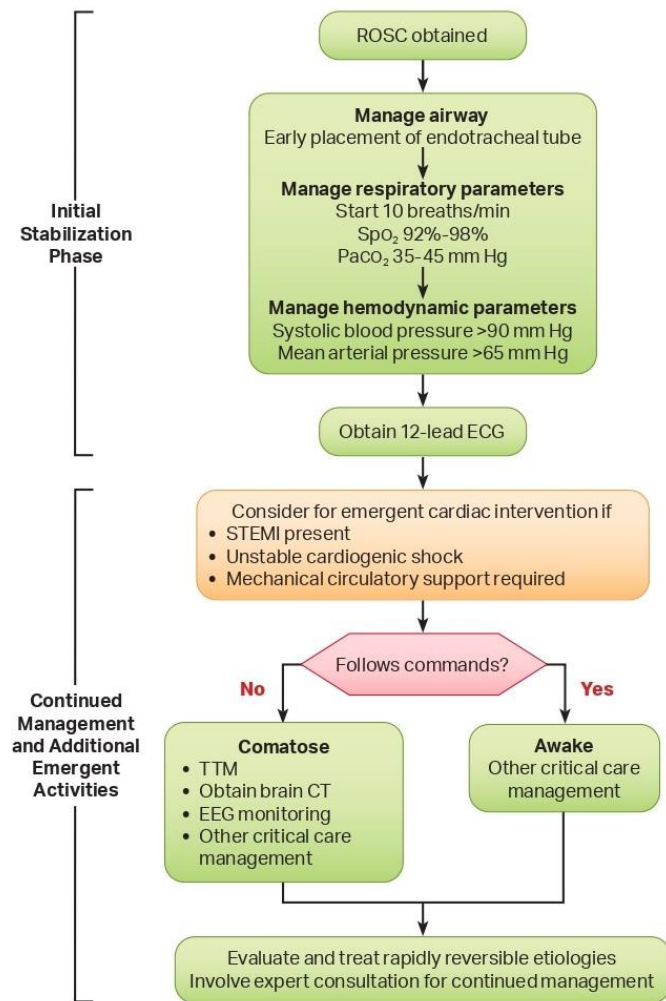 ROSC obtained
Initial
Stabilization
Phase
Manage airway
Early placement of endotracheal tube
Manage respiratory parameters
Start 10 breaths/min
SpO₂ 92%-98%
PaCO₂ 35-45 mm Hg
Manage hemodynamic parameters
Systolic blood pressure >90 mm Hg
Mean arterial pressure >65 mm Hg
Obtain 12-lead ECG
Continued
Management
and Additional
Emergent
Activities
Consider for emergent cardiac intervention if
• STEMI present
• Unstable cardiogenic shock
• Mechanical circulatory support required
Follows commands?
No
Yes
Comatose
• TTM
• Obtain brain CT
• EEG monitoring
• Other critical care
management
Awake
Other critical care
management
Evaluate and treat rapidly reversible etiologies
Involve expert consultation for continued management